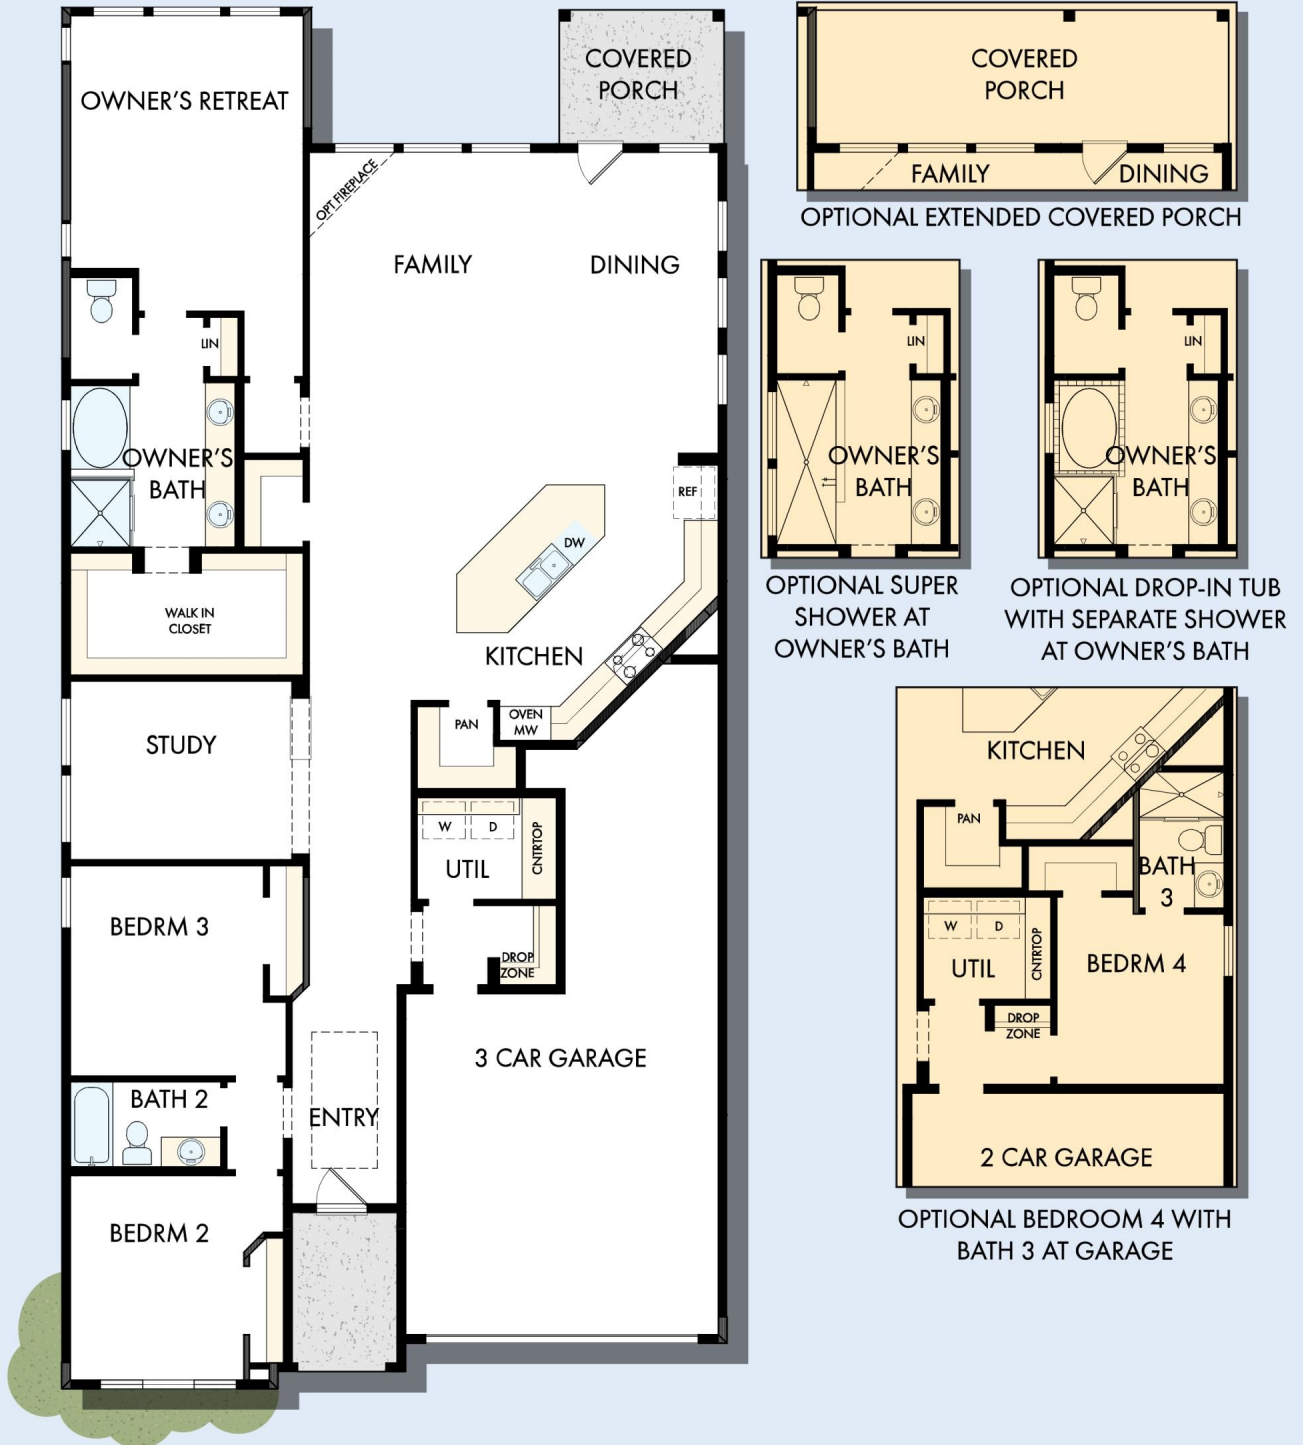 OWNER'S RETREAT
COVERED
PORCH
OPT FIREPLACE
FAMILY
DINING
LIN
OWNER'S
BATH
REF
DW
WALK IN
CLOSET
KITCHEN
PAN
OVEN
MW
STUDY
W
D
CNTRTOP
UTIL
BEDRM 3
DROP
ZONE
3 CAR GARAGE
BATH 2
ENTRY
BEDRM 2
COVERED
PORCH
FAMILY
DINING
OPTIONAL EXTENDED COVERED PORCH
LIN
OWNER'S
BATH
OPTIONAL SUPER
SHOWER AT
OWNER'S BATH
LIN
OWNER'S
BATH
OPTIONAL DROP-IN TUB
WITH SEPARATE SHOWER
AT OWNER'S BATH
KITCHEN
PAN
BATH
3
W
D
CNTRTOP
UTIL
BEDRM 4
DROP
ZONE
2 CAR GARAGE
OPTIONAL BEDROOM 4 WITH
BATH 3 AT GARAGE